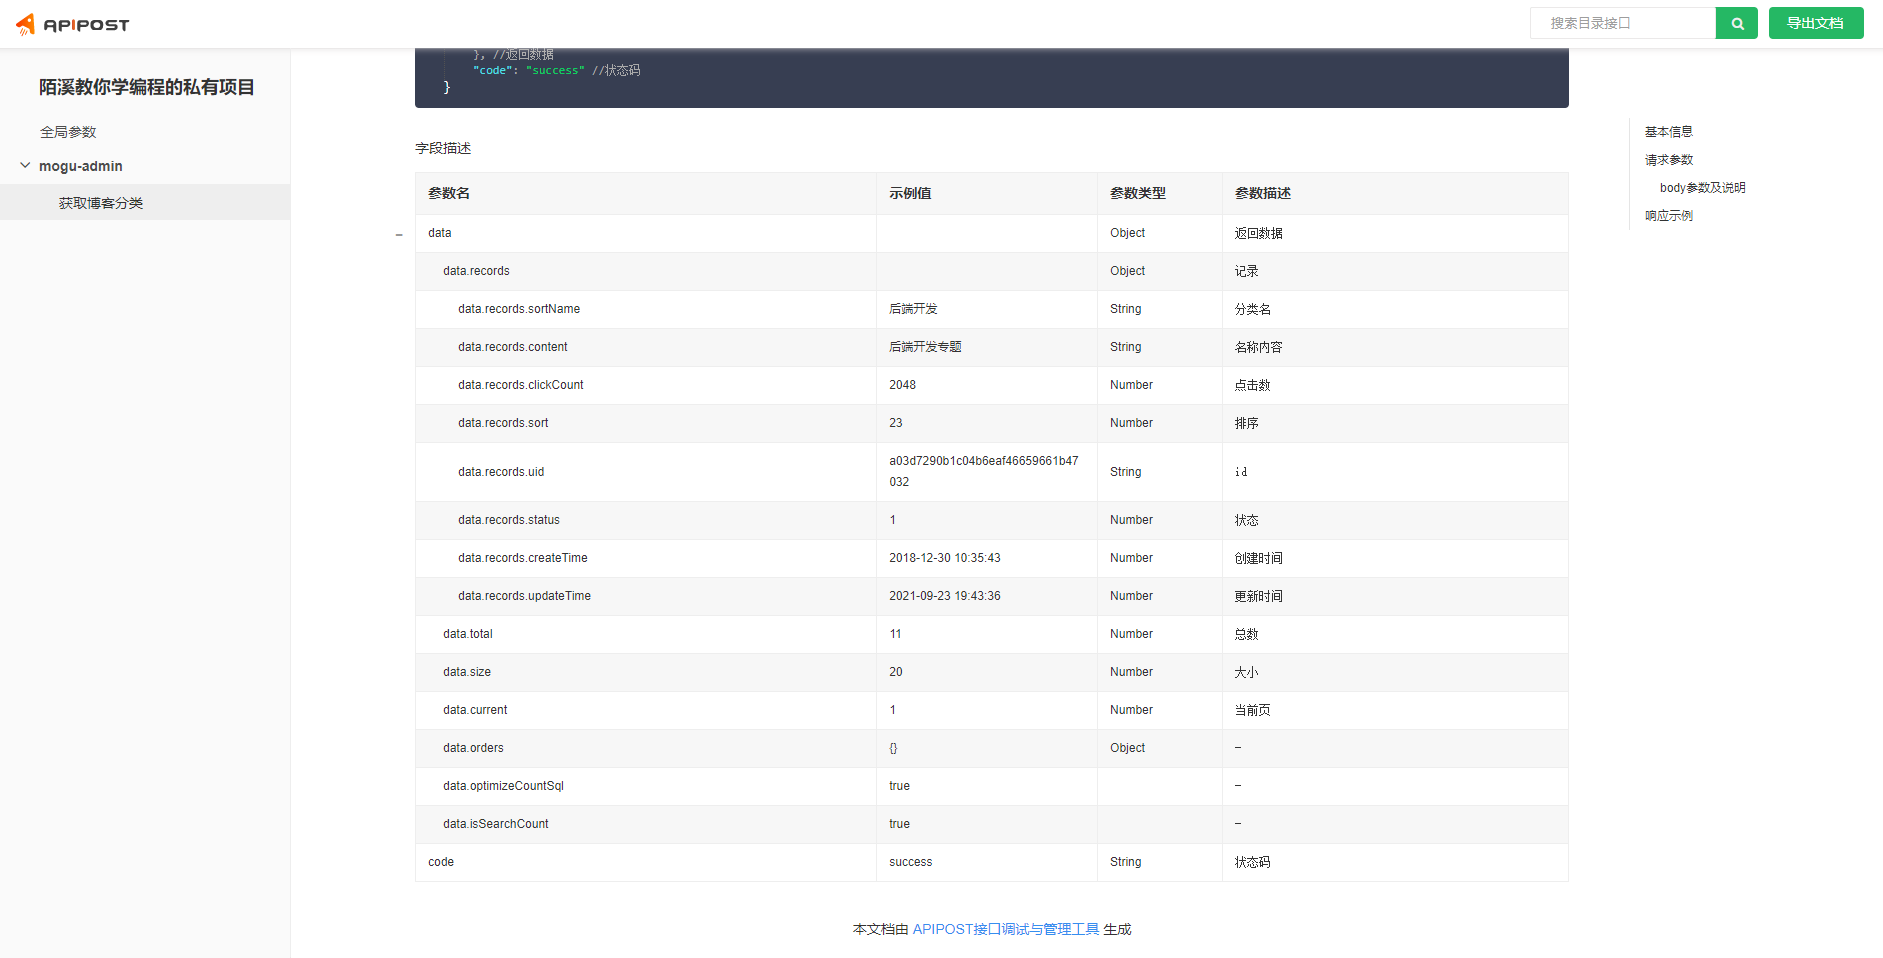 APIPOST
搜索目录接口
导出文档
陌溪教你学编程的私有项目
全局参数
mogu-admin
获取博客分类
}, //返回数据
"code": "success" //状态码
}
字段描述
参数名 示例值 参数类型 参数描述
data Object 返回数据
data.records Object 记录
data.records.sortName 后端开发 String 分类名
data.records.content 后端开发专题 String 名称内容
data.records.clickCount 2048 Number 点击数
data.records.sort 23 Number 排序
data.records.uid a03d7290b1c04b6eaf46659661b47 String id
032
data.records.status 1 Number 状态
data.records.createTime 2018-12-30 10:35:43 Number 创建时间
data.records.updateTime 2021-09-23 19:43:36 Number 更新时间
data.total 11 Number 总数
data.size 20 Number 大小
data.current 1 Number 当前页
data.orders {} Object –
data.optimizeCountSql true –
data.isSearchCount true –
code success String 状态码
本文档由 APIPOST接口调试与管理工具 生成
基本信息
请求参数
body参数及说明
响应示例